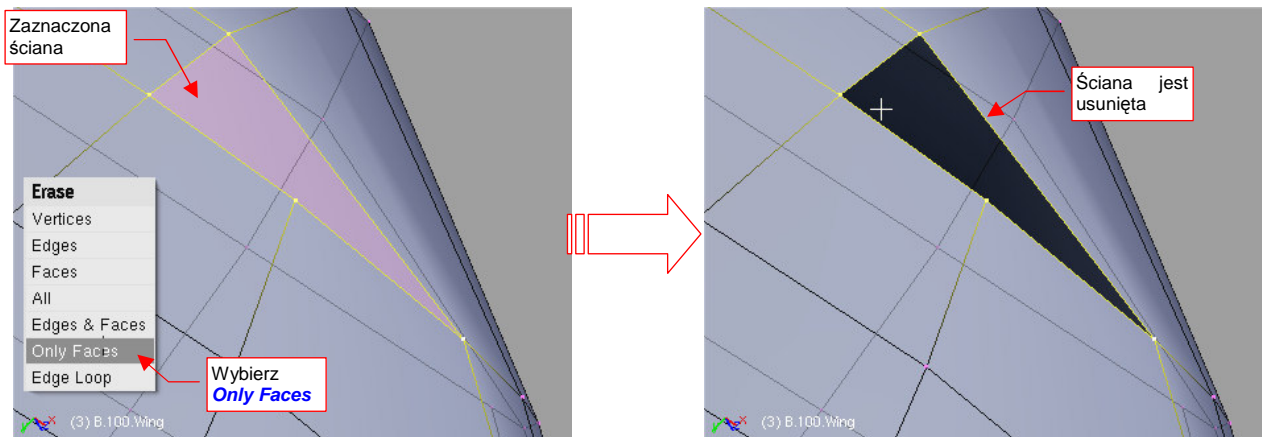 Zaznaczona
ściana
Erase
Vertices
Edges
Faces
All
Edges & Faces
Only Faces
Edge Loop
Wybierz
Only Faces
x
(3) B.100.Wing
Ściana jest
usunięta
x
(3) B.100.Wing